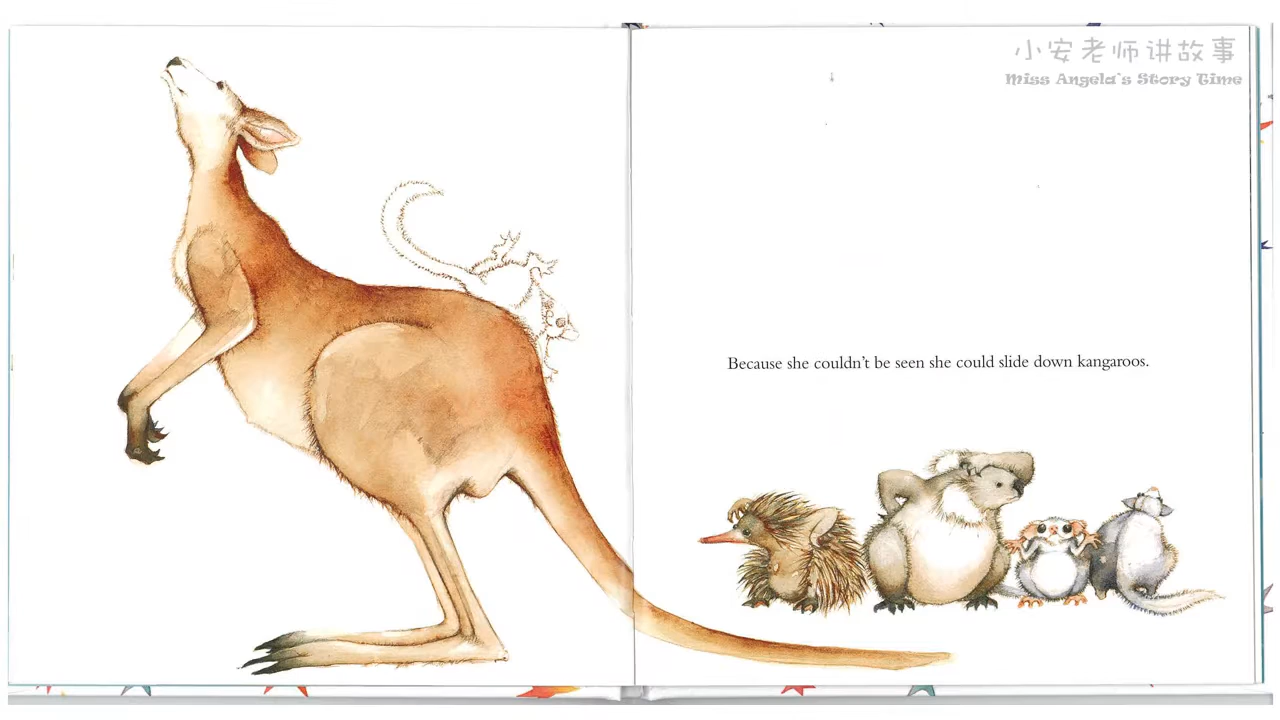 小安老师讲故事
Miss Angela`s Story Time
Because she couldn’t be seen she could slide down kangaroos.